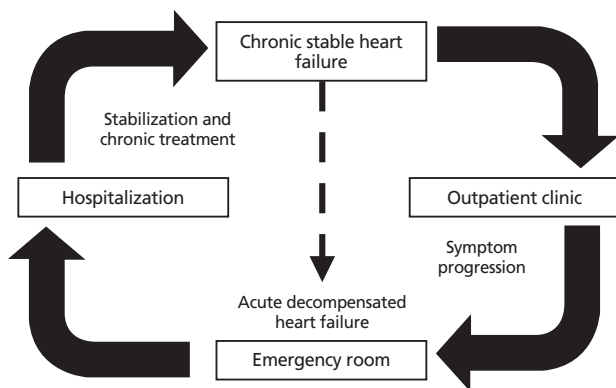 Chronic stable heart
failure
Stabilization and
chronic treatment
Hospitalization
Outpatient clinic
Symptom
progression
Acute decompensated
heart failure
Emergency room